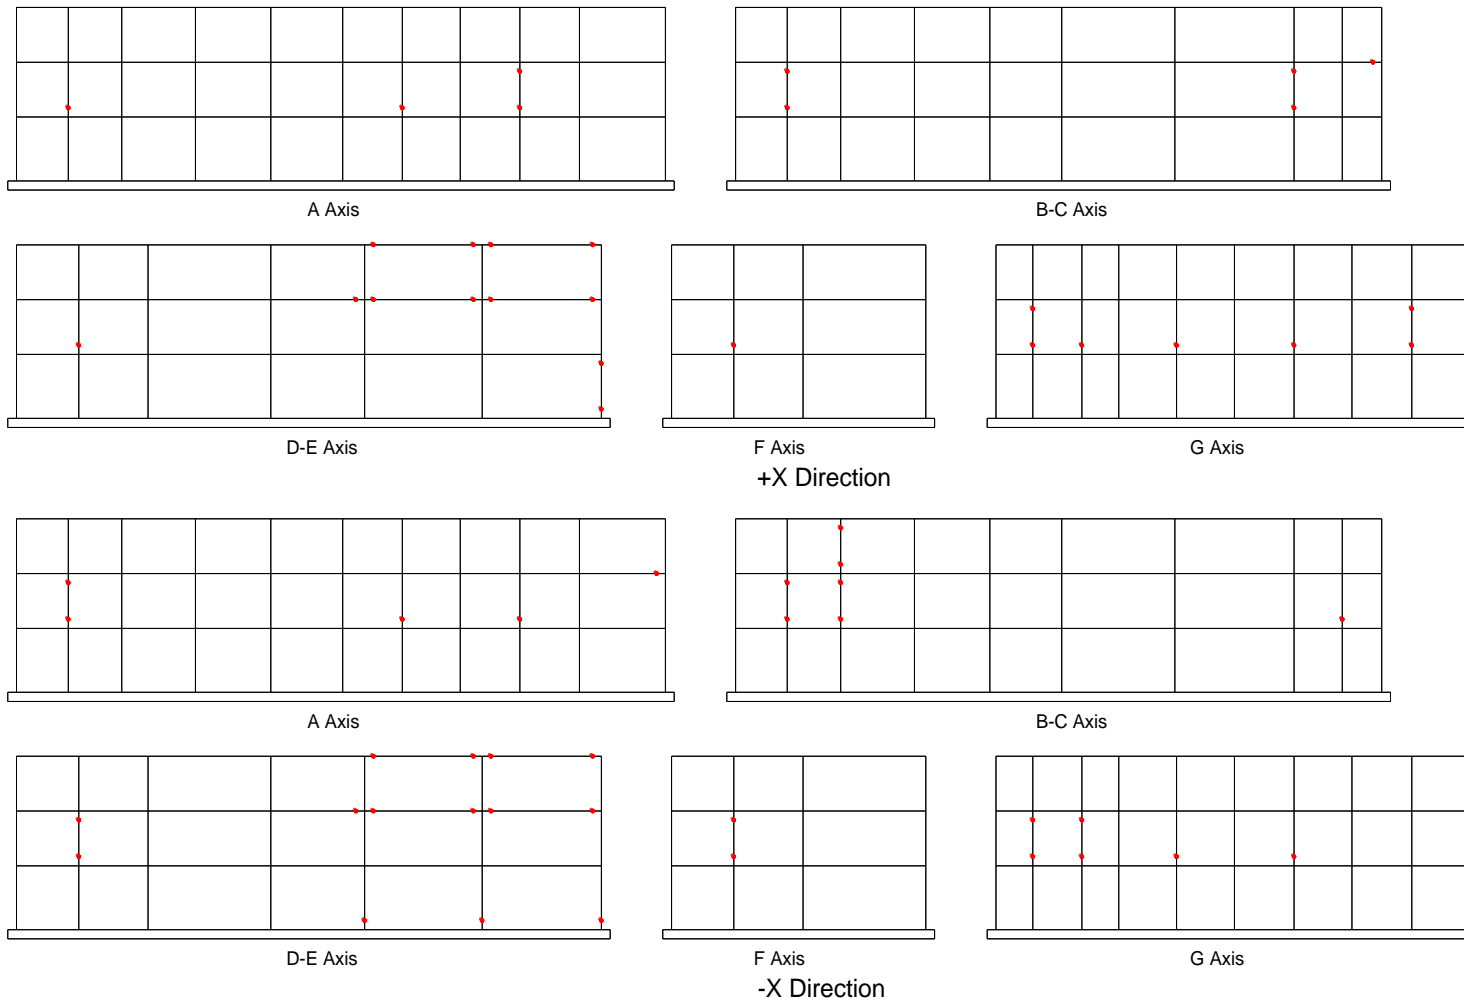 A Axis
B-C Axis
D-E Axis
F Axis
G Axis
+X Direction
A Axis
B-C Axis
D-E Axis
F Axis
G Axis
-X Direction